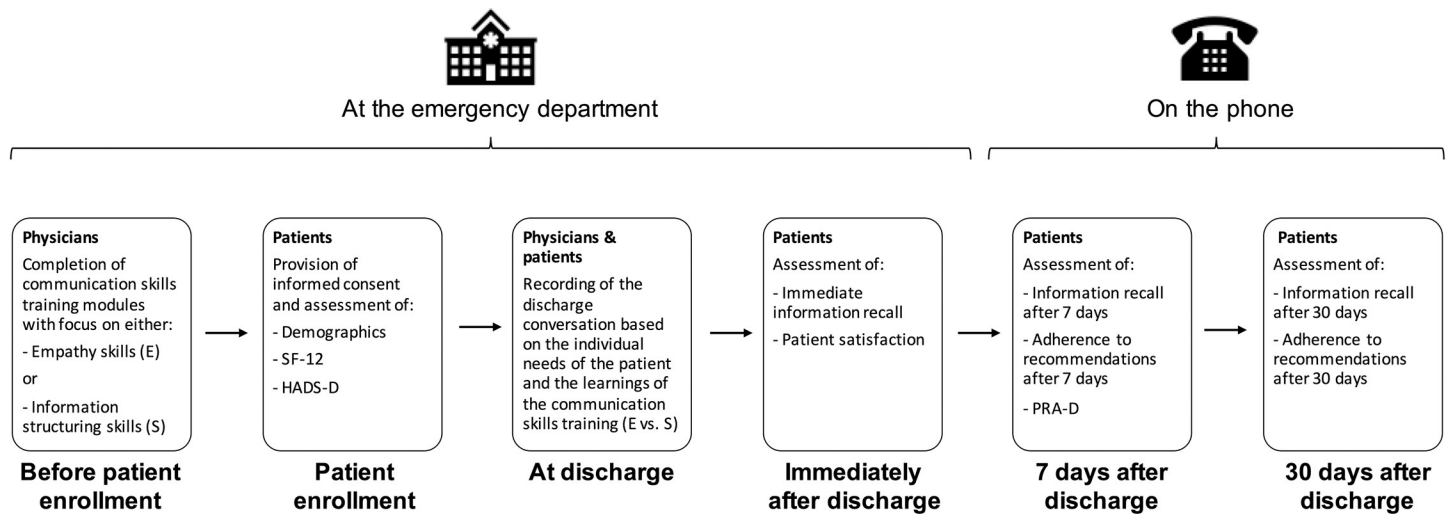 At the emergency department
On the phone
Physicians
Completion of
communication skills
training modules
with focus on either:
- Empathy skills (E)
or
- Information
structuring skills (S)
Before patient
enrollment
Patients
Provision of
informed consent
and assessment of:
- Demographics
- SF-12
- HADS-D
Patient
enrollment
Physicians &
patients
Recording of the
discharge
conversation based
on the individual
needs of the patient
and the learnings of
the communication
skills training (E vs. S)
At discharge
Patients
Assessment of:
- Immediate
information recall
- Patient satisfaction
Immediately
after discharge
Patients
Assessment of:
- Information recall
after 7 days
- Adherence to
recommendations
after 7 days
- PRA-D
7 days after
discharge
Patients
Assessment of:
- Information recall
after 30 days
- Adherence to
recommendations
after 30 days
30 days after
discharge